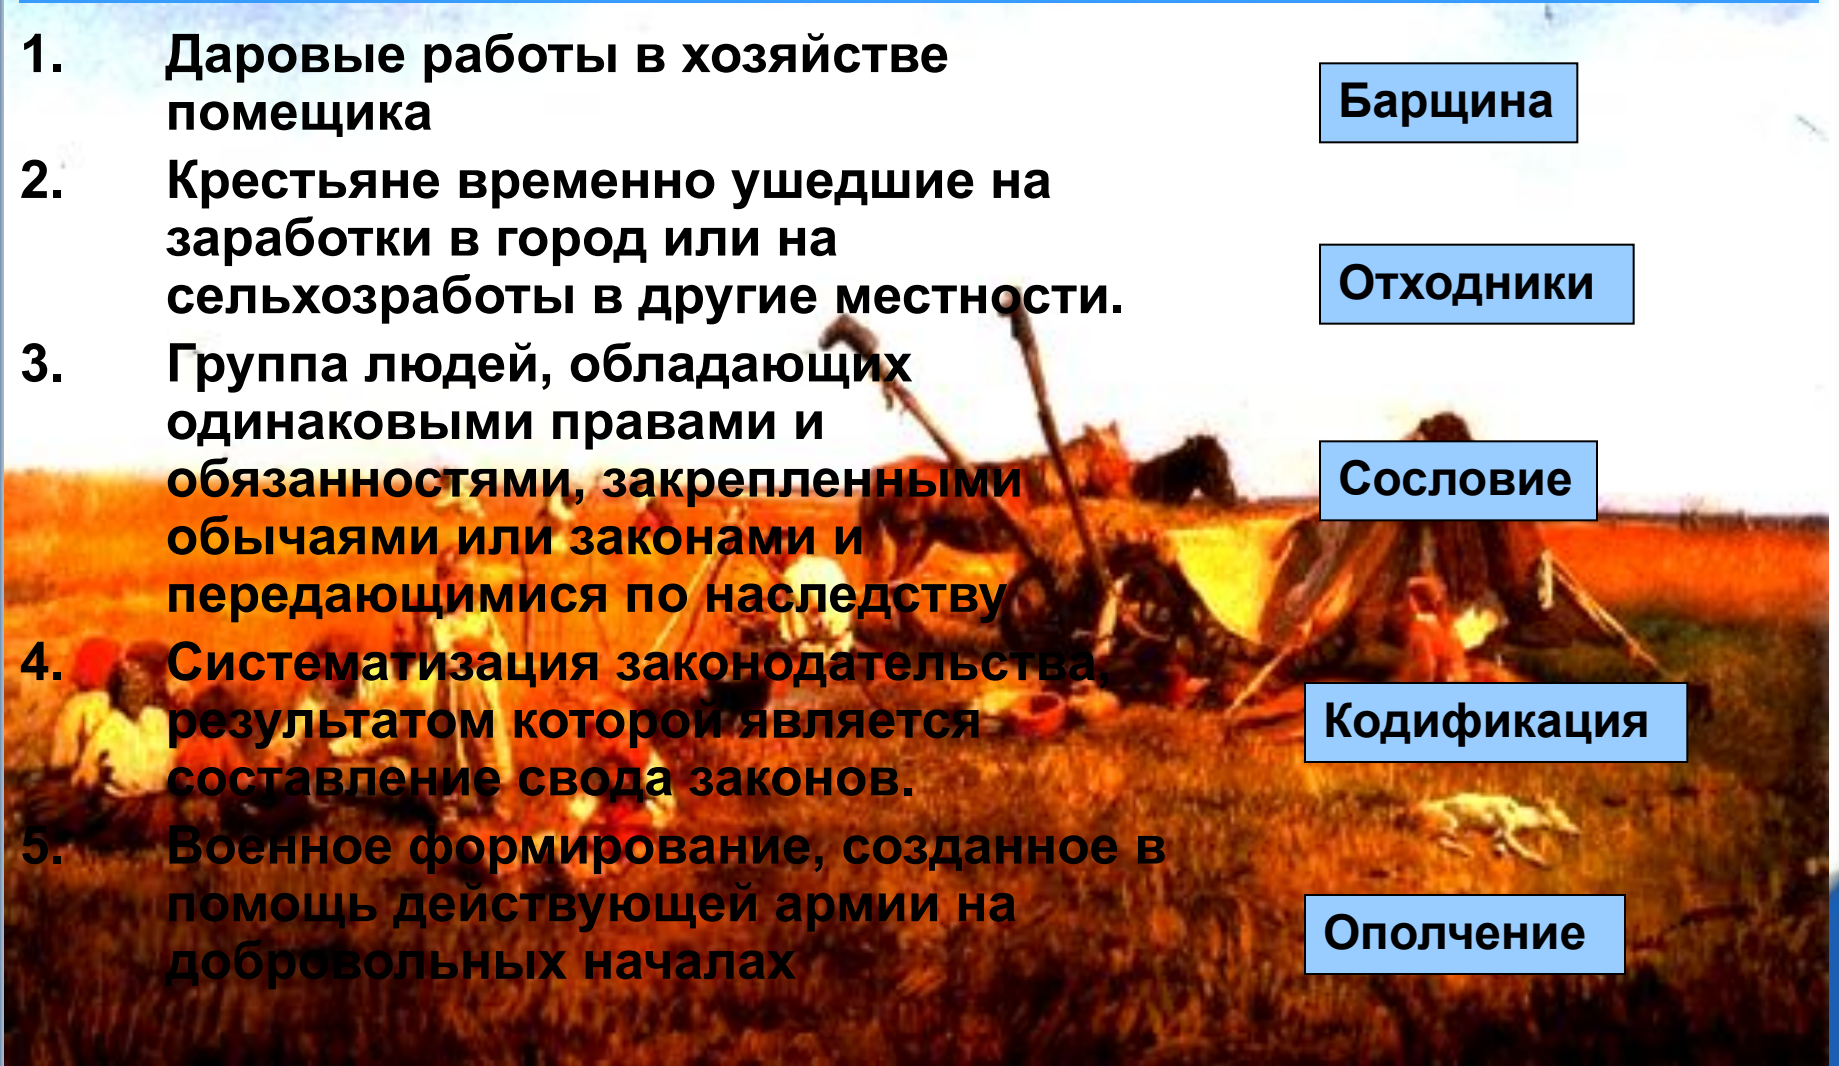 1. Даровые работы в хозяйстве
помещика
Барщина
2. Крестьяне временно ушедшие на
заработки в город или на
сельхозработы в другие местности.
Отходники
3. Группа людей, обладающих
одинаковыми правами и
обязанностями, закрепленными
обычаями или законами и
передающимися по наследству
Сословие
4. Систематизация законодательства,
результатом которой является
составление свода законов.
Кодификация
5. Военное формирование, созданное в
помощь действующей армии на
добровольных началах
Ополчение